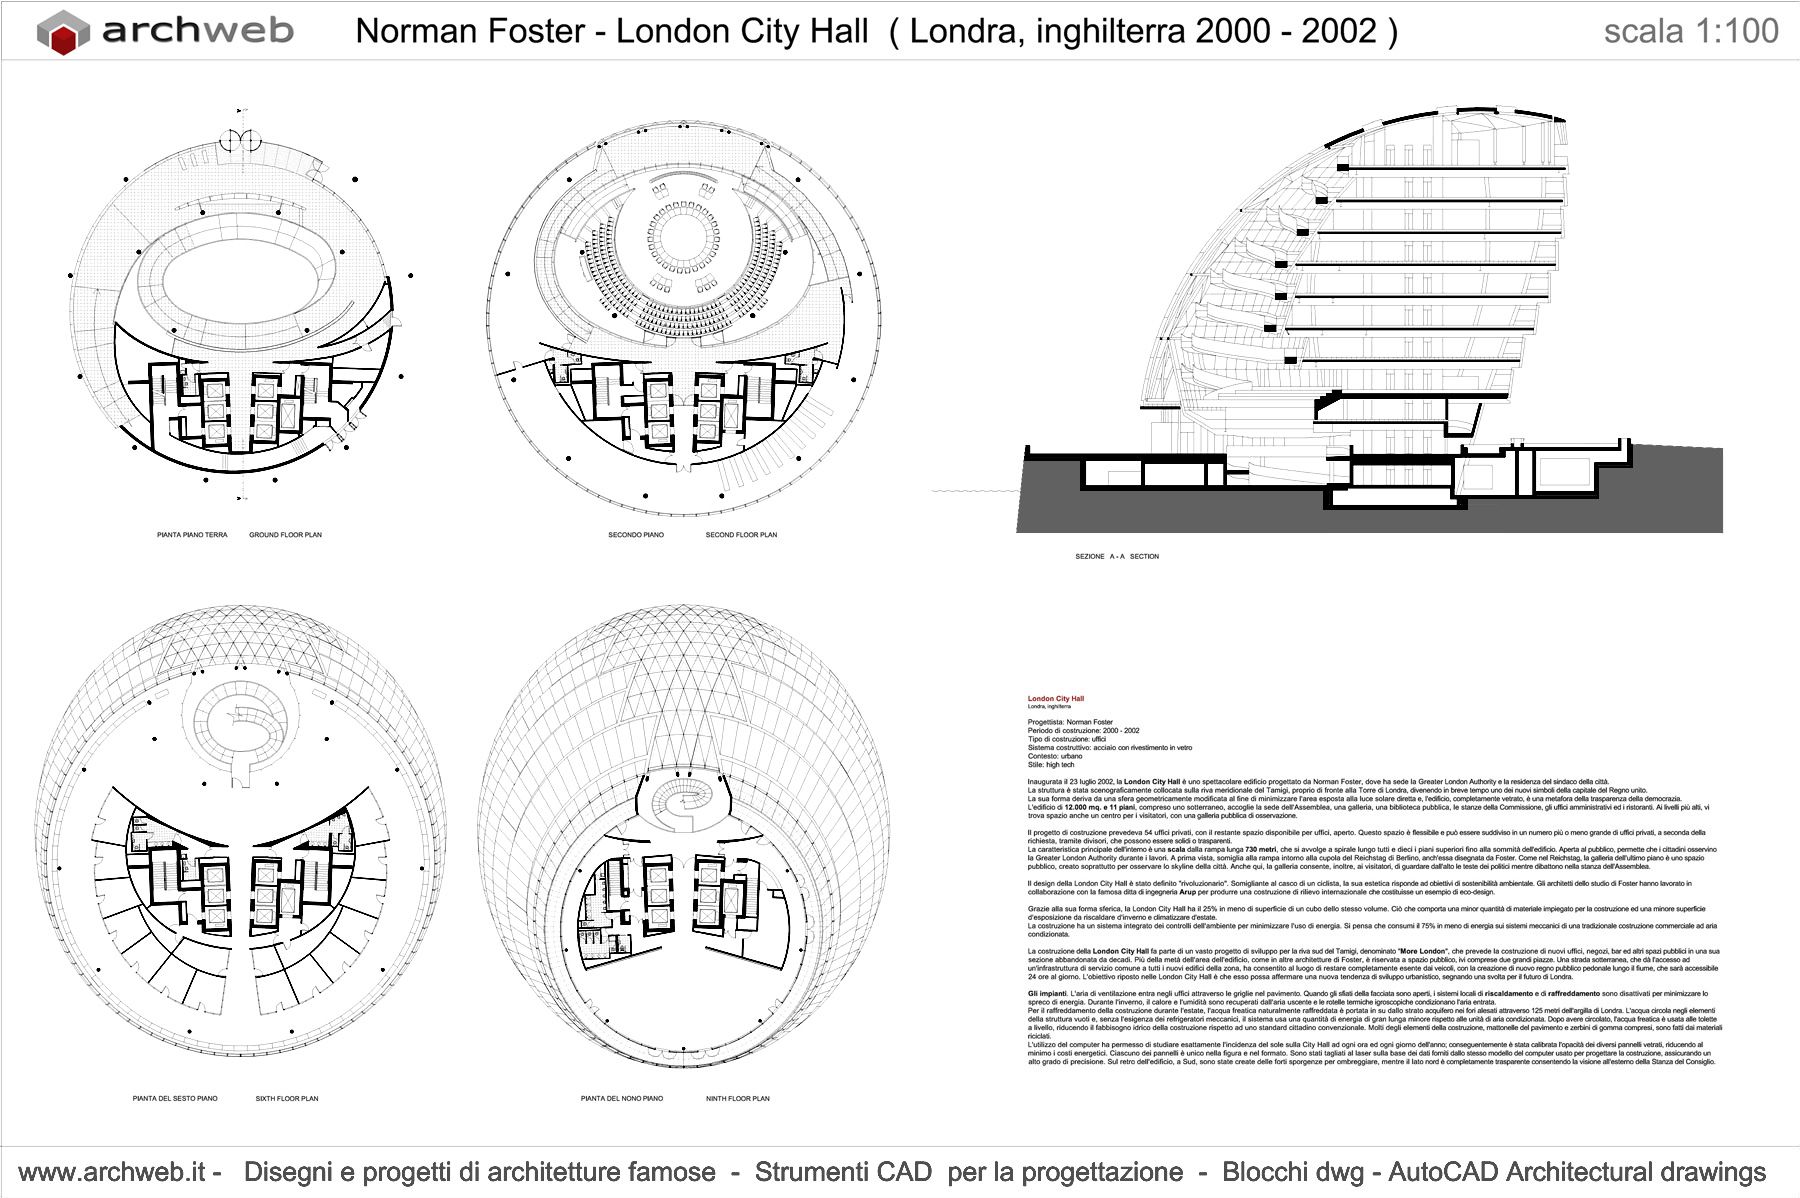 archweb
Norman Foster - London City Hall ( Londra, inghilterra 2000 - 2002 )
scala 1:100
PIANTA PIANO TERRA GROUND FLOOR PLAN
SECONDO PIANO SECOND FLOOR PLAN
SEZIONE A - A SECTION
PIANTA DEL SESTO PIANO SIXTH FLOOR PLAN
PIANTA DEL NONO PIANO NINTH FLOOR PLAN
London City Hall
Londra, inghilterra
Progettista: Norman Foster
Periodo di costruzione: 2000 - 2002
Tipo di costruzione: uffici
Sistema costruttivo: acciaio con rivestimento in vetro
Contesto: urbano
Stile: high tech
Inaugurata il 23 luglio 2002, la London City Hall è uno spettacolare edificio progettato da Norman Foster, dove ha sede la Greater London Authority e la residenza del sindaco della città.
La struttura è stata scenograficamente collocata sulla riva meridionale del Tamigi, proprio di fronte alla Torre di Londra, divenendo in breve tempo uno dei nuovi simboli della capitale del Regno unito.
La sua forma deriva da una sfera geometricamente modificata al fine di minimizzare l'area esposta alla luce solare diretta e, l'edificio, completamente vetrato, è una metafora della trasparenza della democrazia.
L'edificio di 12.000 mq. e 11 piani, compreso uno sotterraneo, accoglie la sede dell'Assemblea, una galleria, una biblioteca pubblica, le stanze della Commissione, gli uffici amministrativi ed i ristoranti. Ai livelli più alti, vi
trova spazio anche un centro per i visitatori, con una galleria pubblica di osservazione.
Il progetto di costruzione prevedeva 54 uffici privati, con il restante spazio disponibile per uffici, aperto. Questo spazio è flessibile e può essere suddiviso in un numero più o meno grande di uffici privati, a seconda della
richiesta, tramite divisori, che possono essere solidi o trasparenti.
La caratteristica principale dell'interno è una scala dalla rampa lunga 730 metri, che si avvolge a spirale lungo tutti e dieci i piani superiori fino alla sommità dell'edificio. Aperta al pubblico, permette che i cittadini osservino
la Greater London Authority durante i lavori. A prima vista, somiglia alla rampa intorno alla cupola del Reichstag di Berlino, anch'essa disegnata da Foster. Come nel Reichstag, la galleria dell'ultimo piano è uno spazio
pubblico, creato soprattutto per osservare lo skyline della città. Anche qui, la galleria consente, inoltre, ai visitatori, di guardare dall'alto le teste dei politici mentre dibattono nella stanza dell'Assemblea.
Il design della London City Hall è stato definito "rivoluzionario". Somigliante al casco di un ciclista, la sua estetica risponde ad obiettivi di sostenibilità ambientale. Gli architetti dello studio di Foster hanno lavorato in
collaborazione con la famosa ditta di ingegneria Arup per produrre una costruzione di rilievo internazionale che costituisse un esempio di eco-design.
Grazie alla sua forma sferica, la London City Hall ha il 25% in meno di superficie di un cubo dello stesso volume. Ciò che comporta una minor quantità di materiale impiegato per la costruzione ed una minore superficie
d'esposizione da riscaldare d'inverno e climatizzare d'estate.
La costruzione ha un sistema integrato dei controlli dell'ambiente per minimizzare l'uso di energia. Si pensa che consumi il 75% in meno di energia sui sistemi meccanici di una tradizionale costruzione commerciale ad aria
condizionata.
La costruzione della London City Hall fa parte di un vasto progetto di sviluppo per la riva sud del Tamigi, denominato "More London", che prevede la costruzione di nuovi uffici, negozi, bar ed altri spazi pubblici in una sua
sezione abbandonata da decadi. Più della metà dell'area dell'edificio, come in altre architetture di Foster, è riservata a spazio pubblico, ivi comprese due grandi piazze. Una strada sotterranea, che dà l'accesso ad
un'infrastruttura di servizio comune a tutti i nuovi edifici della zona, ha consentito al luogo di restare completamente esente dai veicoli, con la creazione di nuovo regno pubblico pedonale lungo il fiume, che sarà accessibile
24 ore al giorno. L'obiettivo riposto nelle London City Hall è che esso possa affermare una nuova tendenza di sviluppo urbanistico, segnando una svolta per il futuro di Londra.
Gli impianti. L'aria di ventilazione entra negli uffici attraverso le griglie nel pavimento. Quando gli sfiati della facciata sono aperti, i sistemi locali di riscaldamento e di raffreddamento sono disattivati per minimizzare lo
spreco di energia. Durante l'inverno, il calore e l'umidità sono recuperati dall'aria uscente e le rotelle termiche igroscopiche condizionano l'aria entrata.
Per il raffreddamento della costruzione durante l'estate, l'acqua freatica naturalmente raffreddata è portata in su dallo strato acquifero nei fori alesati attraverso 125 metri dell'argilla di Londra. L'acqua circola negli elementi
della struttura vuoti e, senza l'esigenza dei refrigeratori meccanici, il sistema usa una quantità di energia di gran lunga minore rispetto alle unità di aria condizionata. Dopo avere circolato, l'acqua freatica è usata alle tolette
a livello, riducendo il fabbisogno idrico della costruzione rispetto ad uno standard cittadino convenzionale. Molti degli elementi della costruzione, mattonelle del pavimento e zerbini di gomma compresi, sono fatti dai materiali
riciclati.
L'utilizzo del computer ha permesso di studiare esattamente l'incidenza del sole sulla City Hall ad ogni ora ed ogni giorno dell'anno; conseguentemente è stata calibrata l'opacità dei diversi pannelli vetrati, riducendo al
minimo i costi energetici. Ciascuno dei pannelli è unico nella figura e nel formato. Sono stati tagliati al laser sulla base dei dati forniti dallo stesso modello del computer usato per progettare la costruzione, assicurando un
alto grado di precisione. Sul retro dell'edificio, a Sud, sono state create delle forti sporgenze per ombreggiare, mentre il lato nord è completamente trasparente consentendo la visione all'esterno della Stanza del Consiglio.
www.archweb.it - Disegni e progetti di architetture famose - Strumenti CAD per la progettazione - Blocchi dwg - AutoCAD Architectural drawings